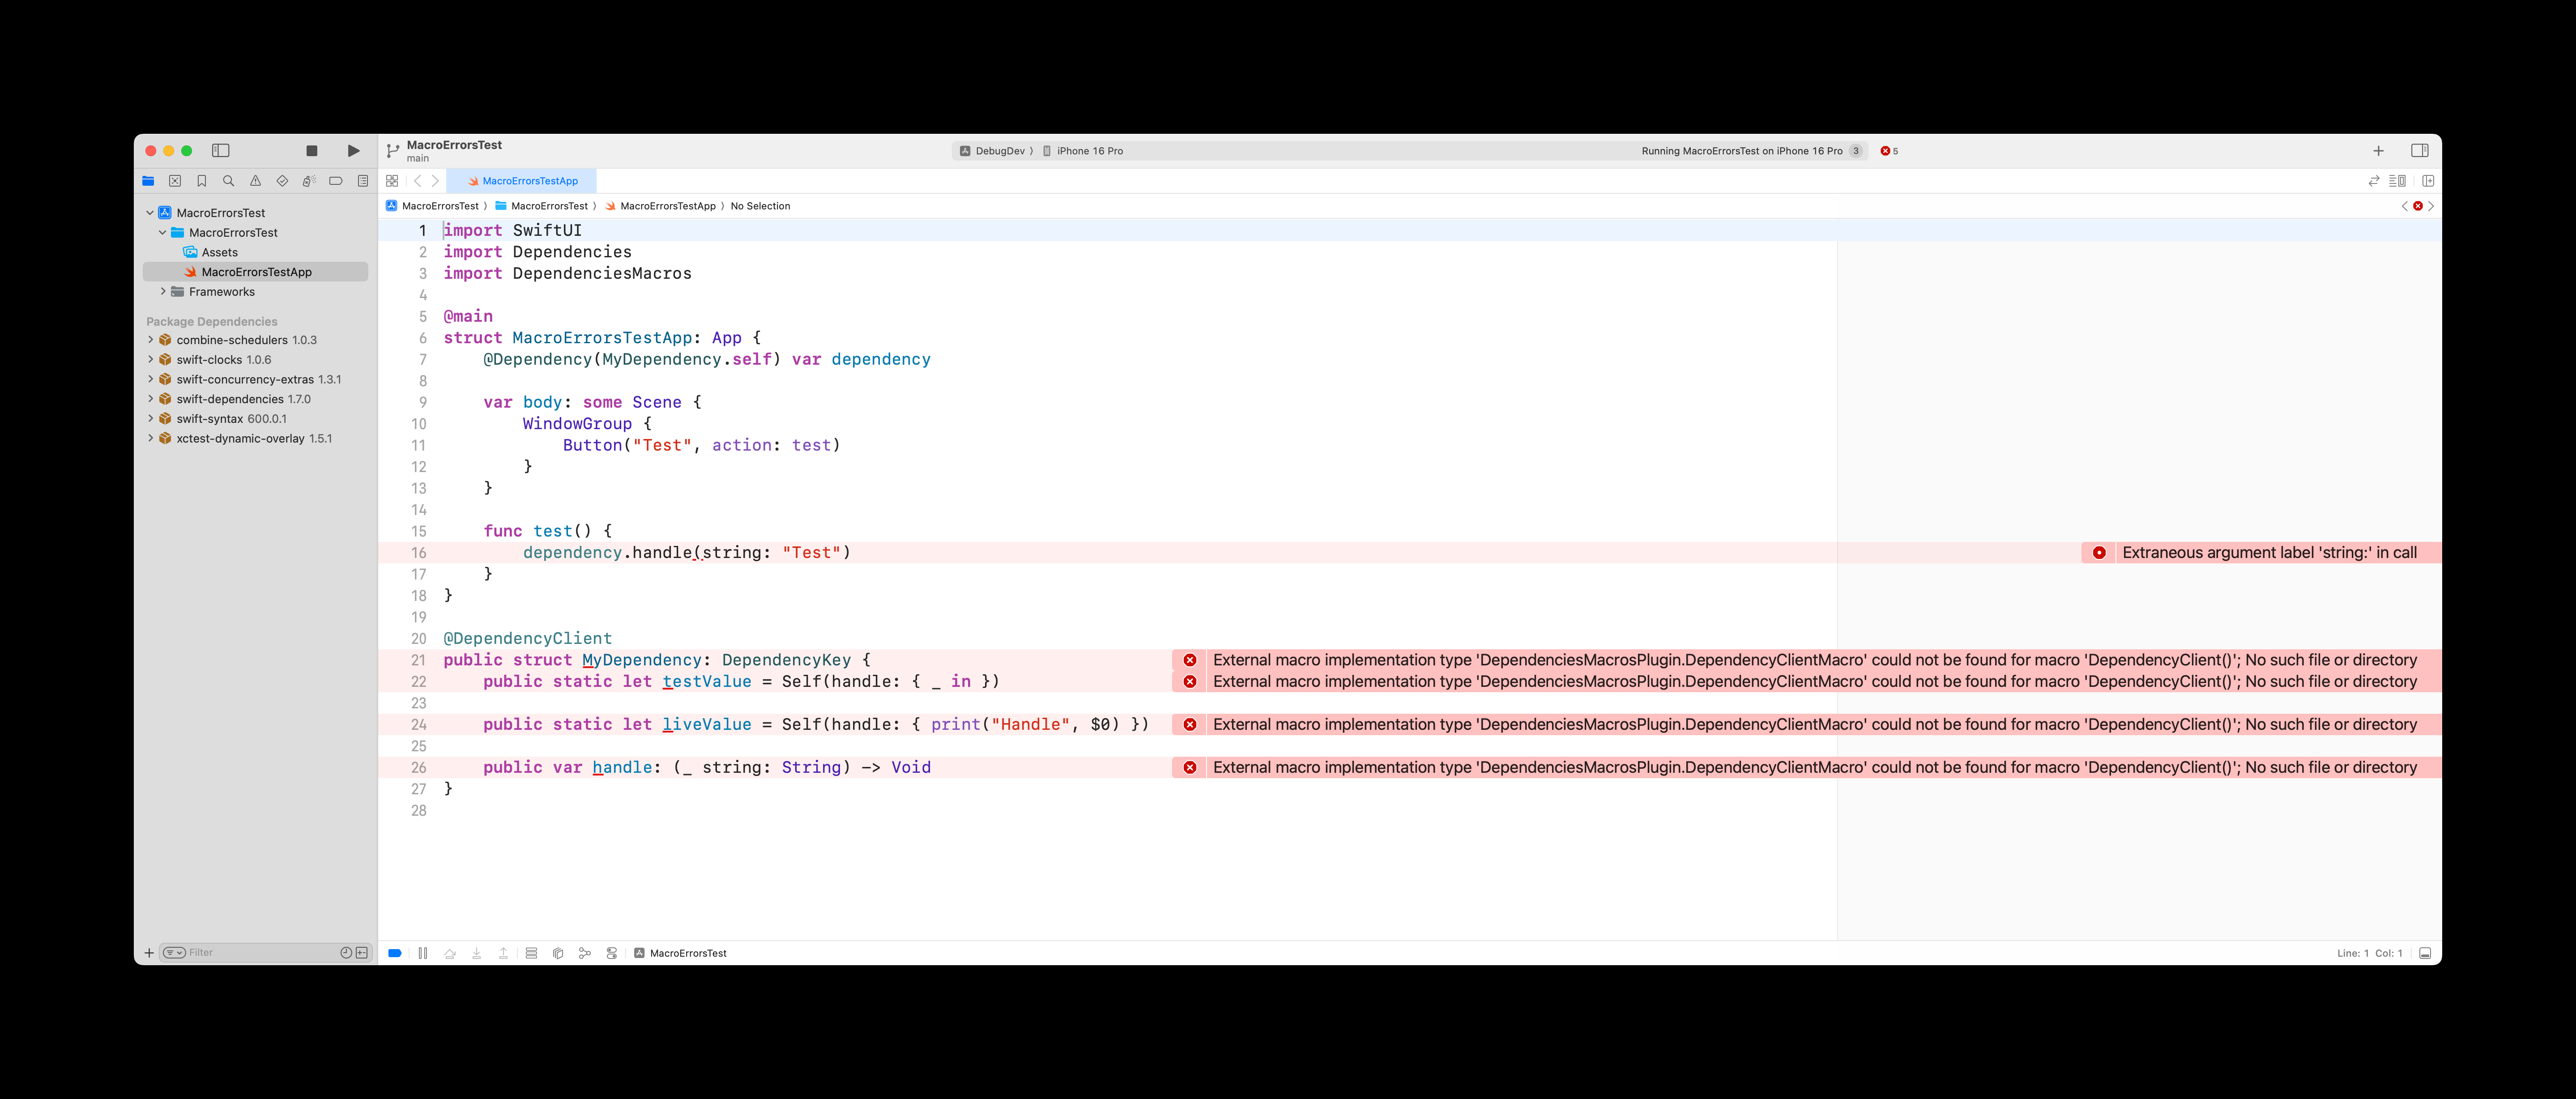 MacroErrorsTest
main
DebugDev 〉 iPhone 16 Pro
Running MacroErrorsTest on iPhone 16 Pro 3
5
MacroErrorsTestApp
MacroErrorsTest 〉 MacroErrorsTest 〉 MacroErrorsTestApp 〉 No Selection
MacroErrorsTest
MacroErrorsTest
Assets
MacroErrorsTestApp
Frameworks
Package Dependencies
combine-schedulers 1.0.3
swift-clocks 1.0.6
swift-concurrency-extras 1.3.1
swift-dependencies 1.7.0
swift-syntax 600.0.1
xctest-dynamic-overlay 1.5.1
Filter
1 import SwiftUI
2 import Dependencies
3 import DependenciesMacros
4
5 @main
6 struct MacroErrorsTestApp: App {
7 @Dependency(MyDependency.self) var dependency
8
9 var body: some Scene {
10 WindowGroup {
11 Button("Test", action: test)
12 }
13 }
14
15 func test() {
16 dependency.handle(string: "Test") Extraneous argument label 'string:' in call
17 }
18 }
19
20 @DependencyClient
21 public struct MyDependency: DependencyKey { External macro implementation type 'DependenciesMacrosPlugin.DependencyClientMacro' could not be found for macro 'DependencyClient()'; No such file or directory
22 public static let testValue = Self(handle: { _ in }) External macro implementation type 'DependenciesMacrosPlugin.DependencyClientMacro' could not be found for macro 'DependencyClient()'; No such file or directory
23
24 public static let liveValue = Self(handle: { print("Handle", $0) }) External macro implementation type 'DependenciesMacrosPlugin.DependencyClientMacro' could not be found for macro 'DependencyClient()'; No such file or directory
25
26 public var handle: (_ string: String) -> Void External macro implementation type 'DependenciesMacrosPlugin.DependencyClientMacro' could not be found for macro 'DependencyClient()'; No such file or directory
27 }
28
MacroErrorsTest
Line: 1 Col: 1